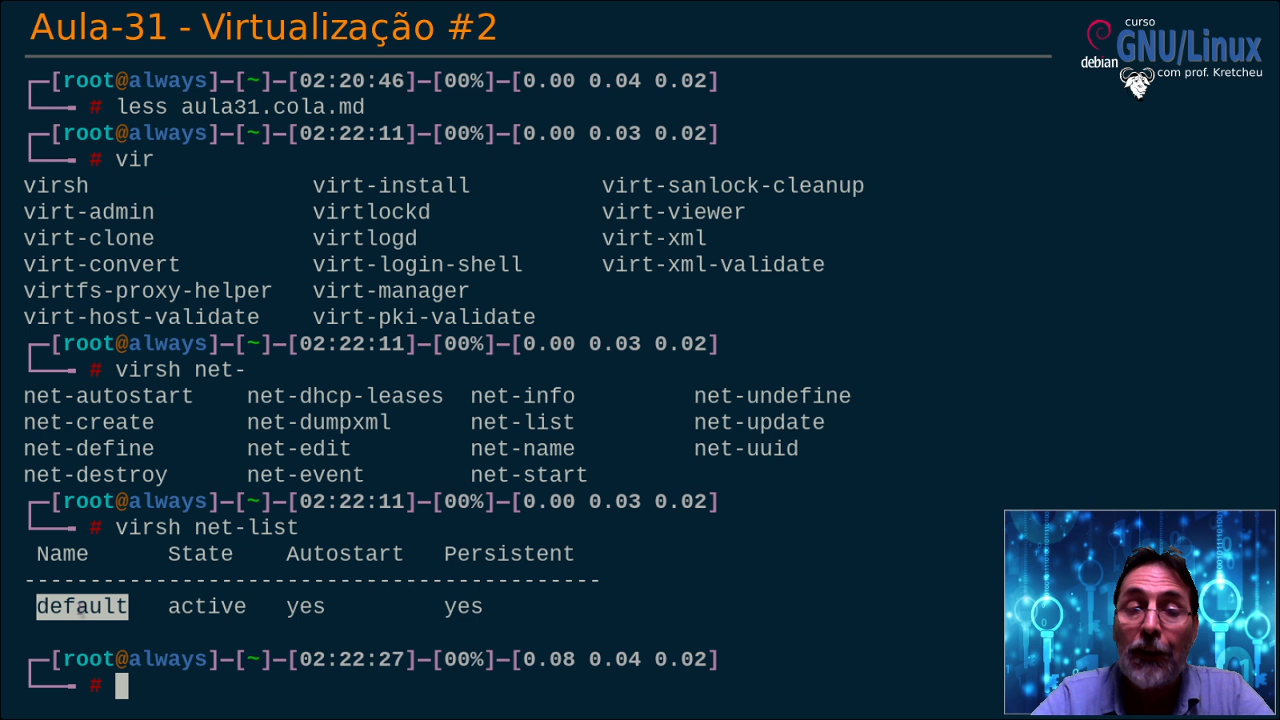 Aula-31 - Virtualização #2
curso
GNU/Linux
debian
com prof. Kretcheu
┌─[root@always]─[~]─[02:20:46]─[00%]─[0.00 0.04 0.02]
└──╼ # less aula31.cola.md
┌─[root@always]─[~]─[02:22:11]─[00%]─[0.00 0.03 0.02]
└──╼ # vir
virsh virt-install virt-sanlock-cleanup
virt-admin virtlockd virt-viewer
virt-clone virtlogd virt-xml
virt-convert virt-login-shell virt-xml-validate
virtfs-proxy-helper virt-manager
virt-host-validate virt-pki-validate
┌─[root@always]─[~]─[02:22:11]─[00%]─[0.00 0.03 0.02]
└──╼ # virsh net-
net-autostart net-dhcp-leases net-info net-undefine
net-create net-dumpxml net-list net-update
net-define net-edit net-name net-uuid
net-destroy net-event net-start
┌─[root@always]─[~]─[02:22:11]─[00%]─[0.00 0.03 0.02]
└──╼ # virsh net-list
Name State Autostart Persistent
--------------------------------------------
default active yes yes
┌─[root@always]─[~]─[02:22:27]─[00%]─[0.08 0.04 0.02]
└──╼ #